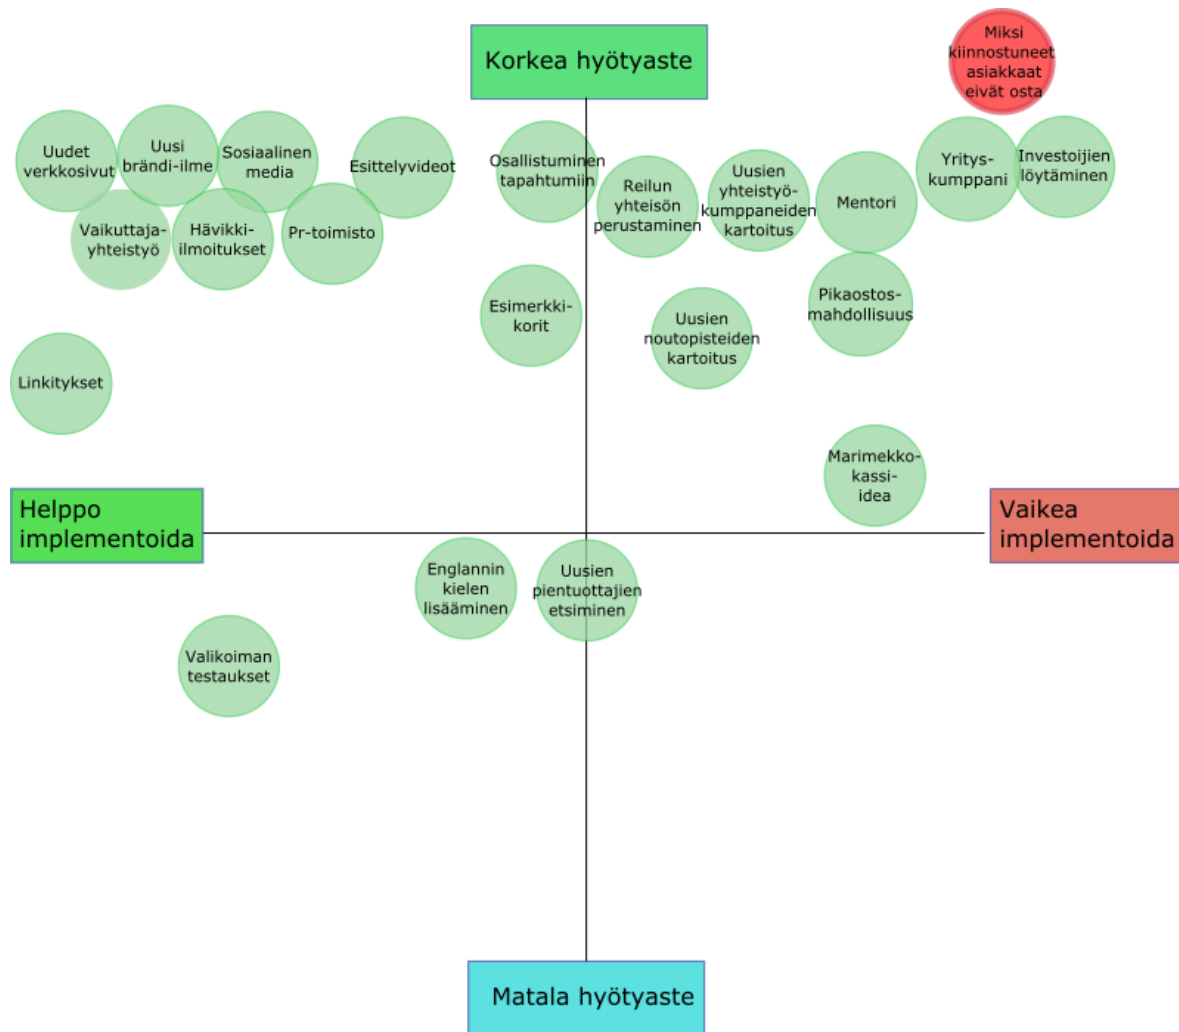 Korkea hyötyaste
Miksi
kiinnostuneet
asiakkaat
eivät osta
Uudet
verkkosivut
Uusi
brändi-ilme
Sosiaalinen
media
Esittelyvideot
Osallistuminen
tapahtumiin
Reilun
yhteisön
perustaminen
Uusien
yhteistyö-
kumppaneiden
kartoitus
Mentori
Yritys-
kumppani
Investoijien
löytäminen
Vaikuttaja-
yhteistyö
Hävikki-
ilmoitukset
Pr-toimisto
Esimerkki-
korit
Uusien
noutopisteiden
kartoitus
Pikaostos-
mahdollisuus
Linkitykset
Marimekko-
kassi-
idea
Helppo
implementoida
Vaikea
implementoida
Englannin
kielen
lisääminen
Uusien
pientuottajien
etsiminen
Valikoiman
testaukset
Matala hyötyaste